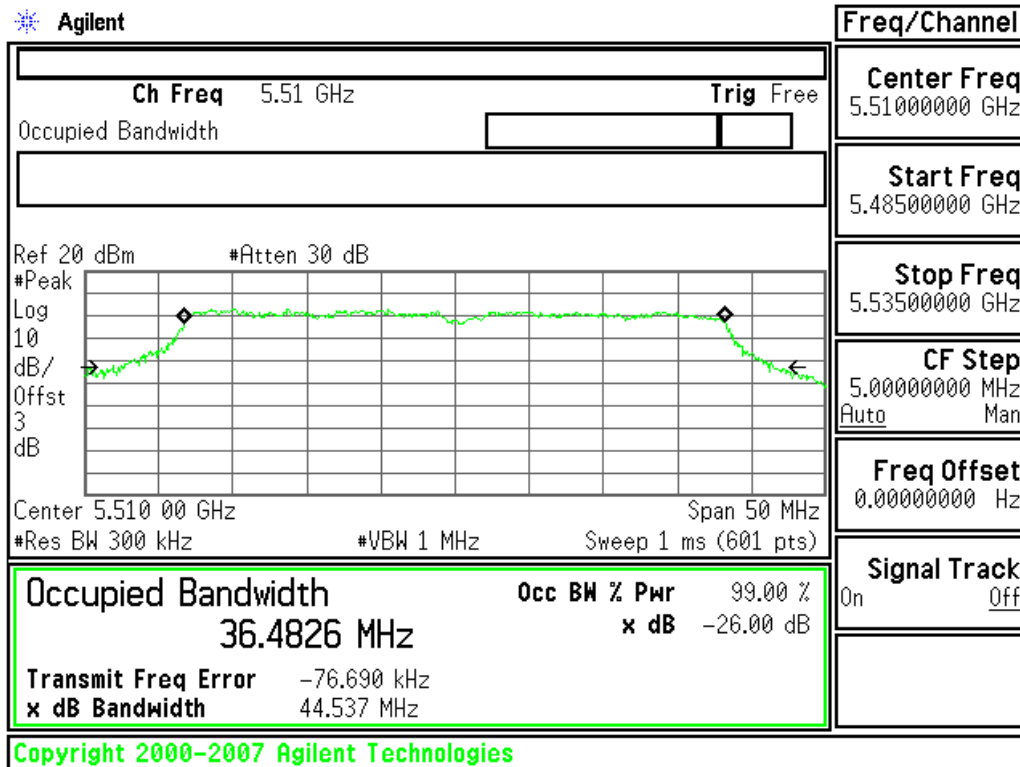 Agilent
Freq/Channel
Ch Freq 5.51 GHz Trig Free
Occupied Bandwidth
Center Freq
5.51000000 GHz
Start Freq
5.48500000 GHz
Stop Freq
5.53500000 GHz
CF Step
5.00000000 MHz
Auto Man
Freq Offset
0.00000000 Hz
Signal Track
On Off
Ref 20 dBm #Atten 30 dB
#Peak
Log
10
dB/
Offst
3
dB
Center 5.510 00 GHz Span 50 MHz
#Res BW 300 kHz #VBW 1 MHz Sweep 1 ms (601 pts)
Occupied Bandwidth Occ BW % Pwr 99.00 %
36.4826 MHz x dB -26.00 dB
Transmit Freq Error -76.690 kHz
x dB Bandwidth 44.537 MHz
Copyright 2000-2007 Agilent Technologies